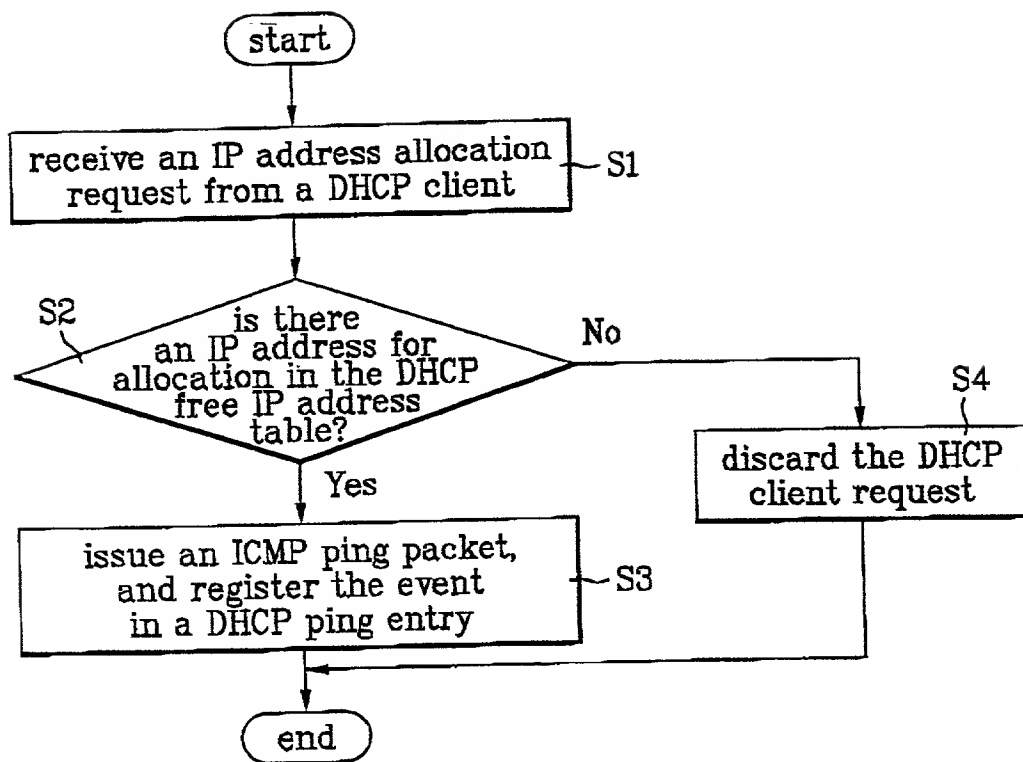 start
receive an IP address allocation
request from a DHCP client
S1
S2
is there
an IP address for
allocation in the DHCP
free IP address
table?
No
S4
discard the DHCP
client request
Yes
issue an ICMP ping packet,
and register the event
in a DHCP ping entry
S3
end